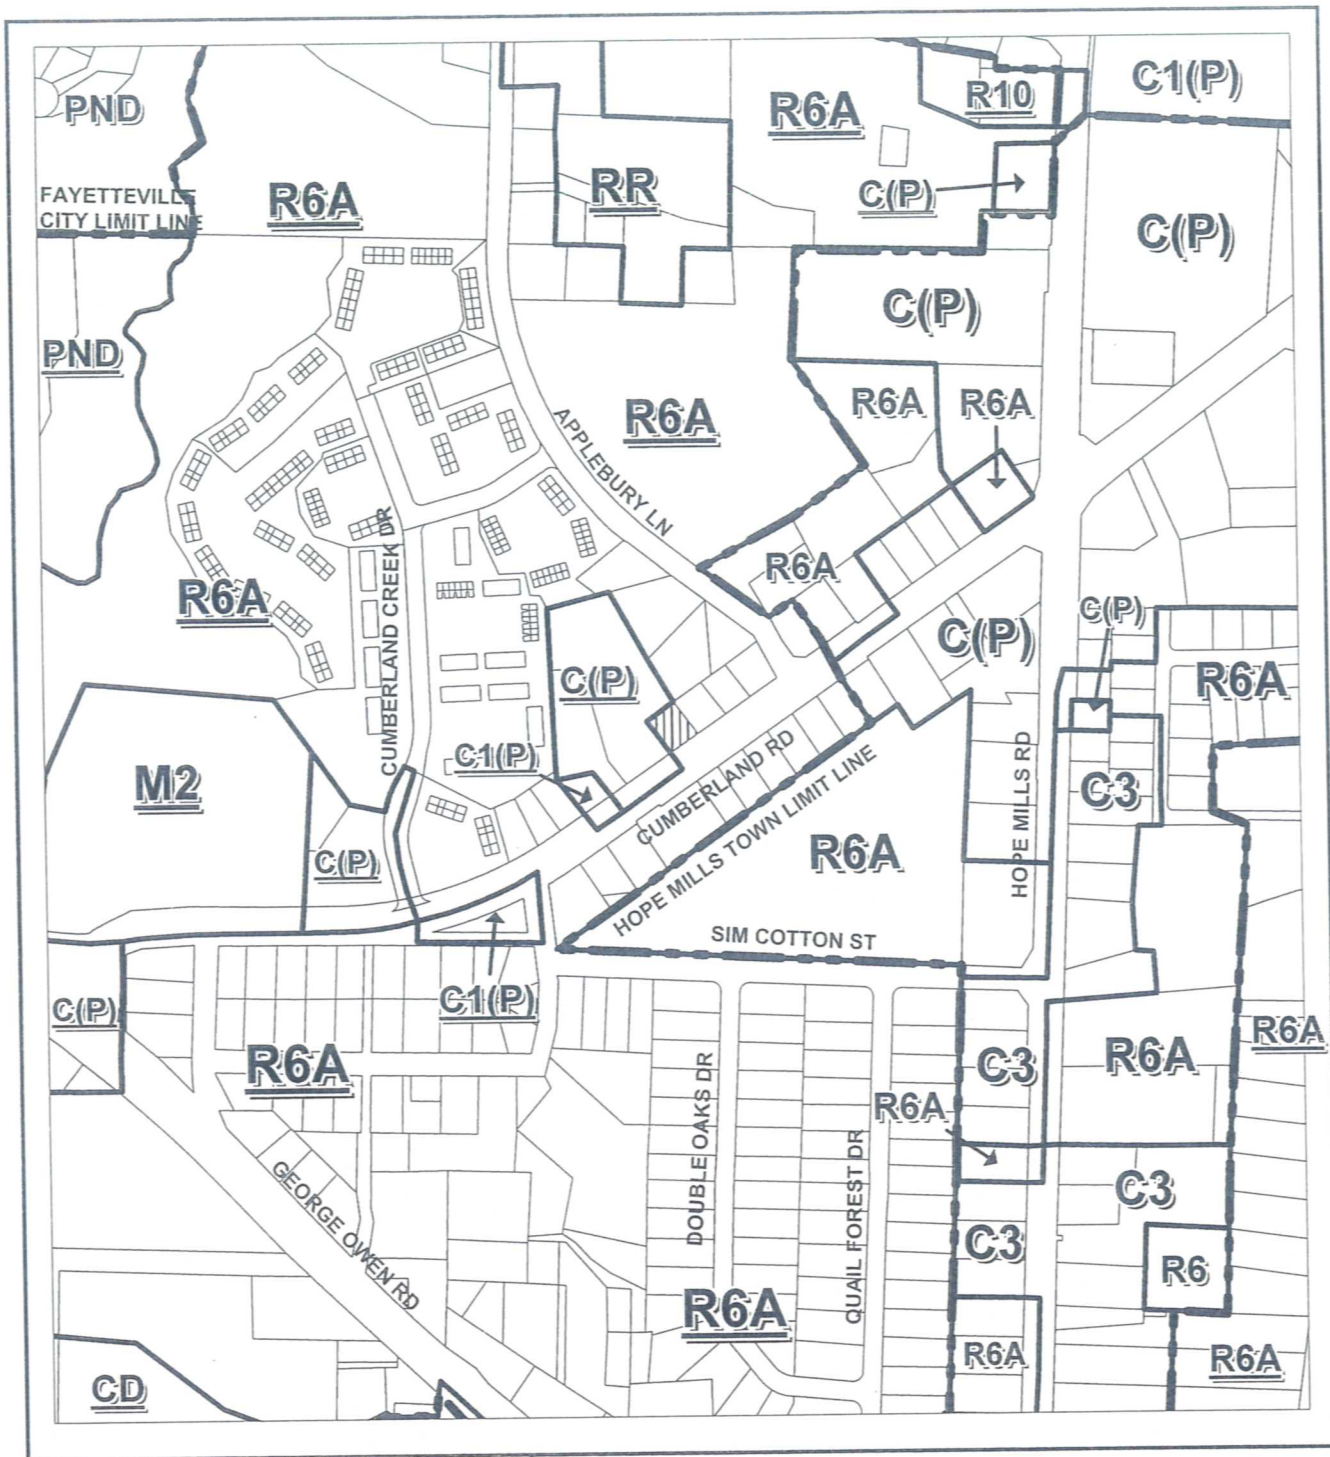 C1(P)
PND
R10
R6A
RR
C(P)
FAYETTEVILLE
CITY LIMIT LINE
R6A
C(P)
C(P)
PND
R6A
R6A
R6A
APPLEBURY LN
R6A
R6A
CUMBERLAND CREEK DR
C(P)
C(P)
R6A
C(P)
C1(P)
M2
CUMBERLAND RD
HOPE MILLS TOWN LIMIT LINE
HOPE MILLS RD
C3
R6A
C(P)
SIM COTTON ST
C1(P)
C(P)
R6A
R6A
R6A
C3
R6A
DOUBLE OAKS DR
QUAIL FOREST DR
GEORGE OWEN RD
C3
C3
R6
R6A
R6A
R6A
CD